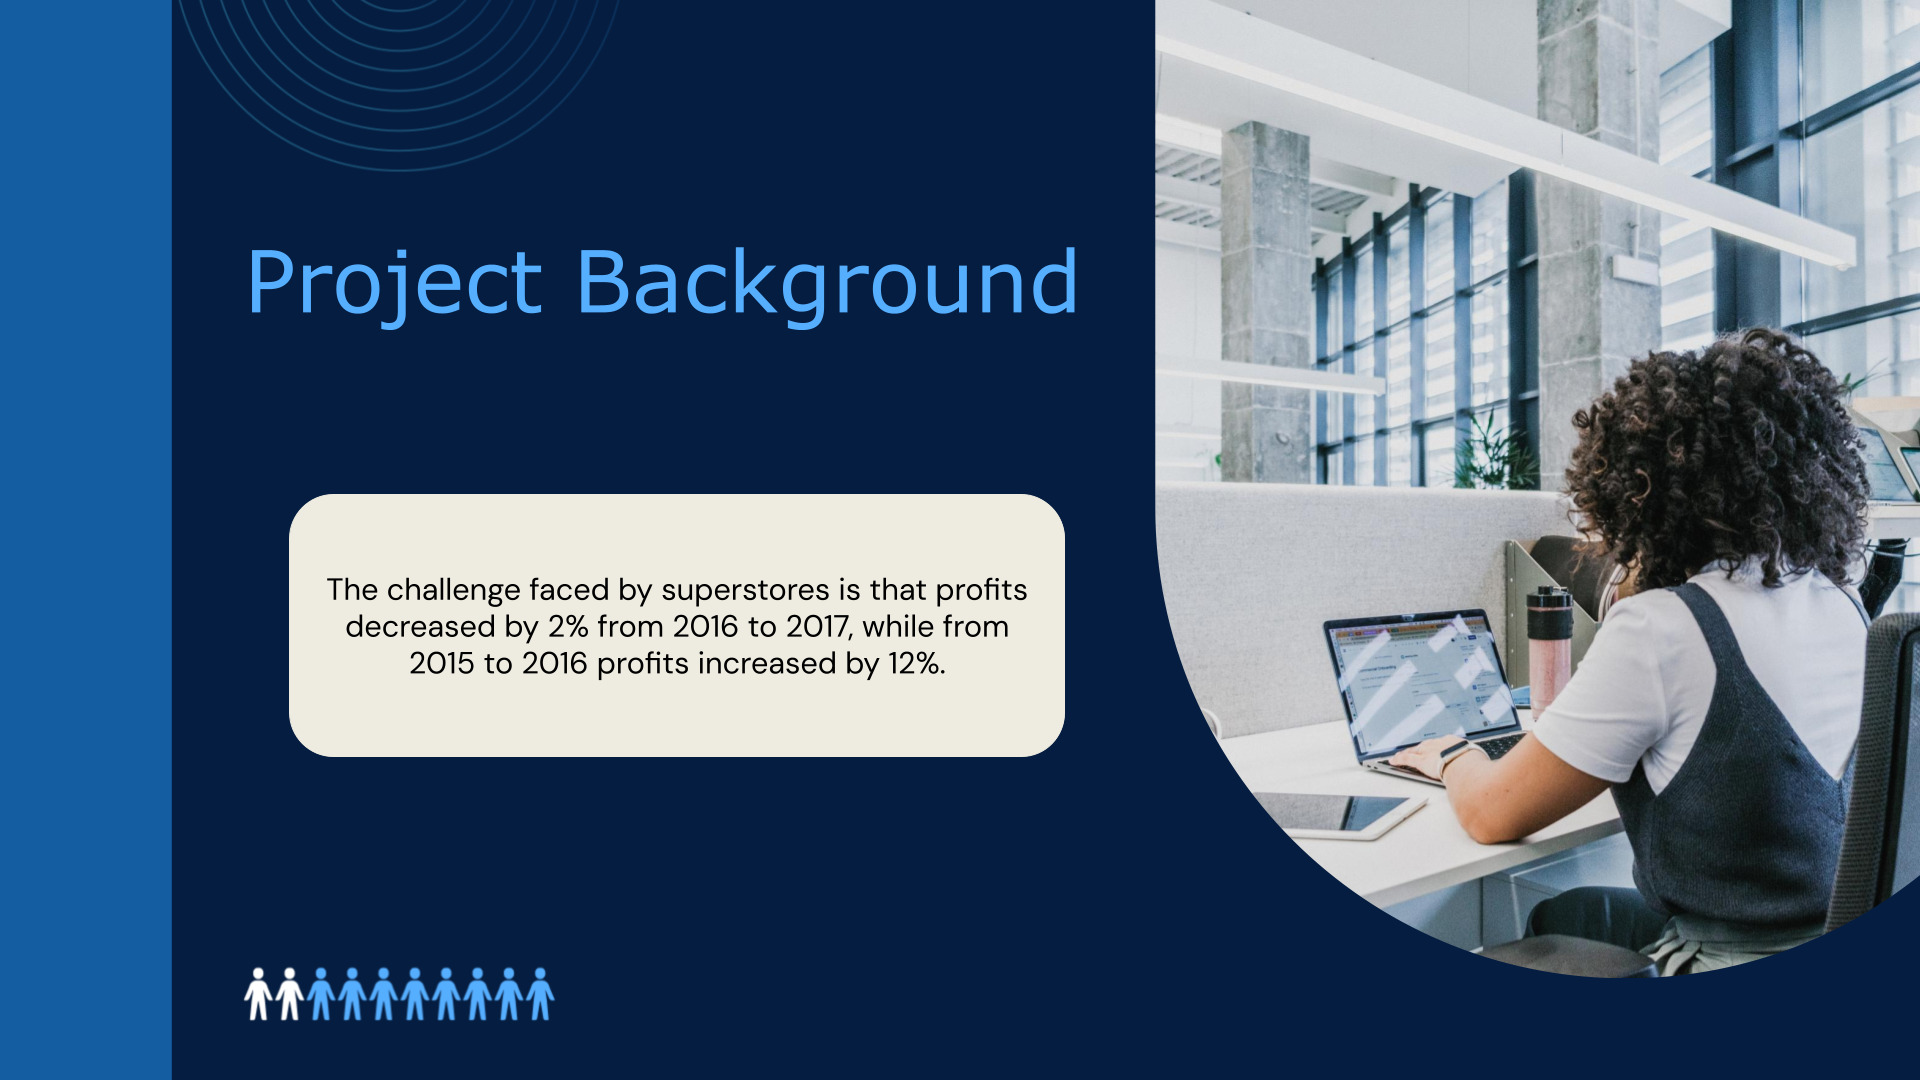 Project Background
The challenge faced by superstores is that profits
decreased by 2% from 2016 to 2017, while from
2015 to 2016 profits increased by 12%.